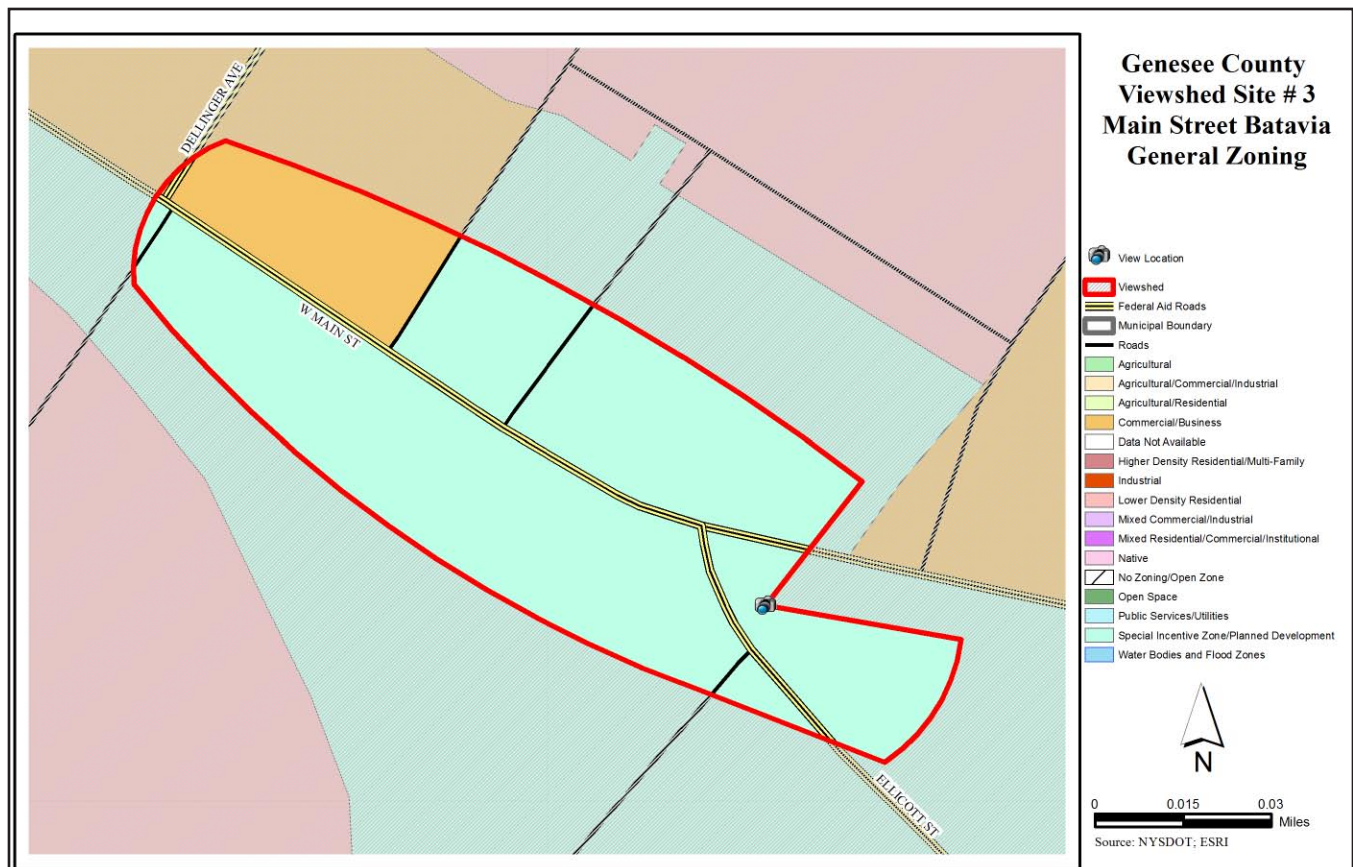 Genesee County
Viewshed Site # 3
Main Street Batavia
General Zoning
DELLINGER AVE
W MAIN ST
ELLICOTT ST
View Location
Viewshed
Federal Aid Roads
Municipal Boundary
Roads
Agricultural
Agricultural/Commercial/Industrial
Agricultural/Residential
Commercial/Business
Data Not Available
Higher Density Residential/Multi-Family
Industrial
Lower Density Residential
Mixed Commercial/Industrial
Mixed Residential/Commercial/Institutional
Native
No Zoning/Open Zone
Open Space
Public Services/Utilities
Special Incentive Zone/Planned Development
Water Bodies and Flood Zones
N
0 0.015 0.03
Miles
Source: NYSDOT; ESRI